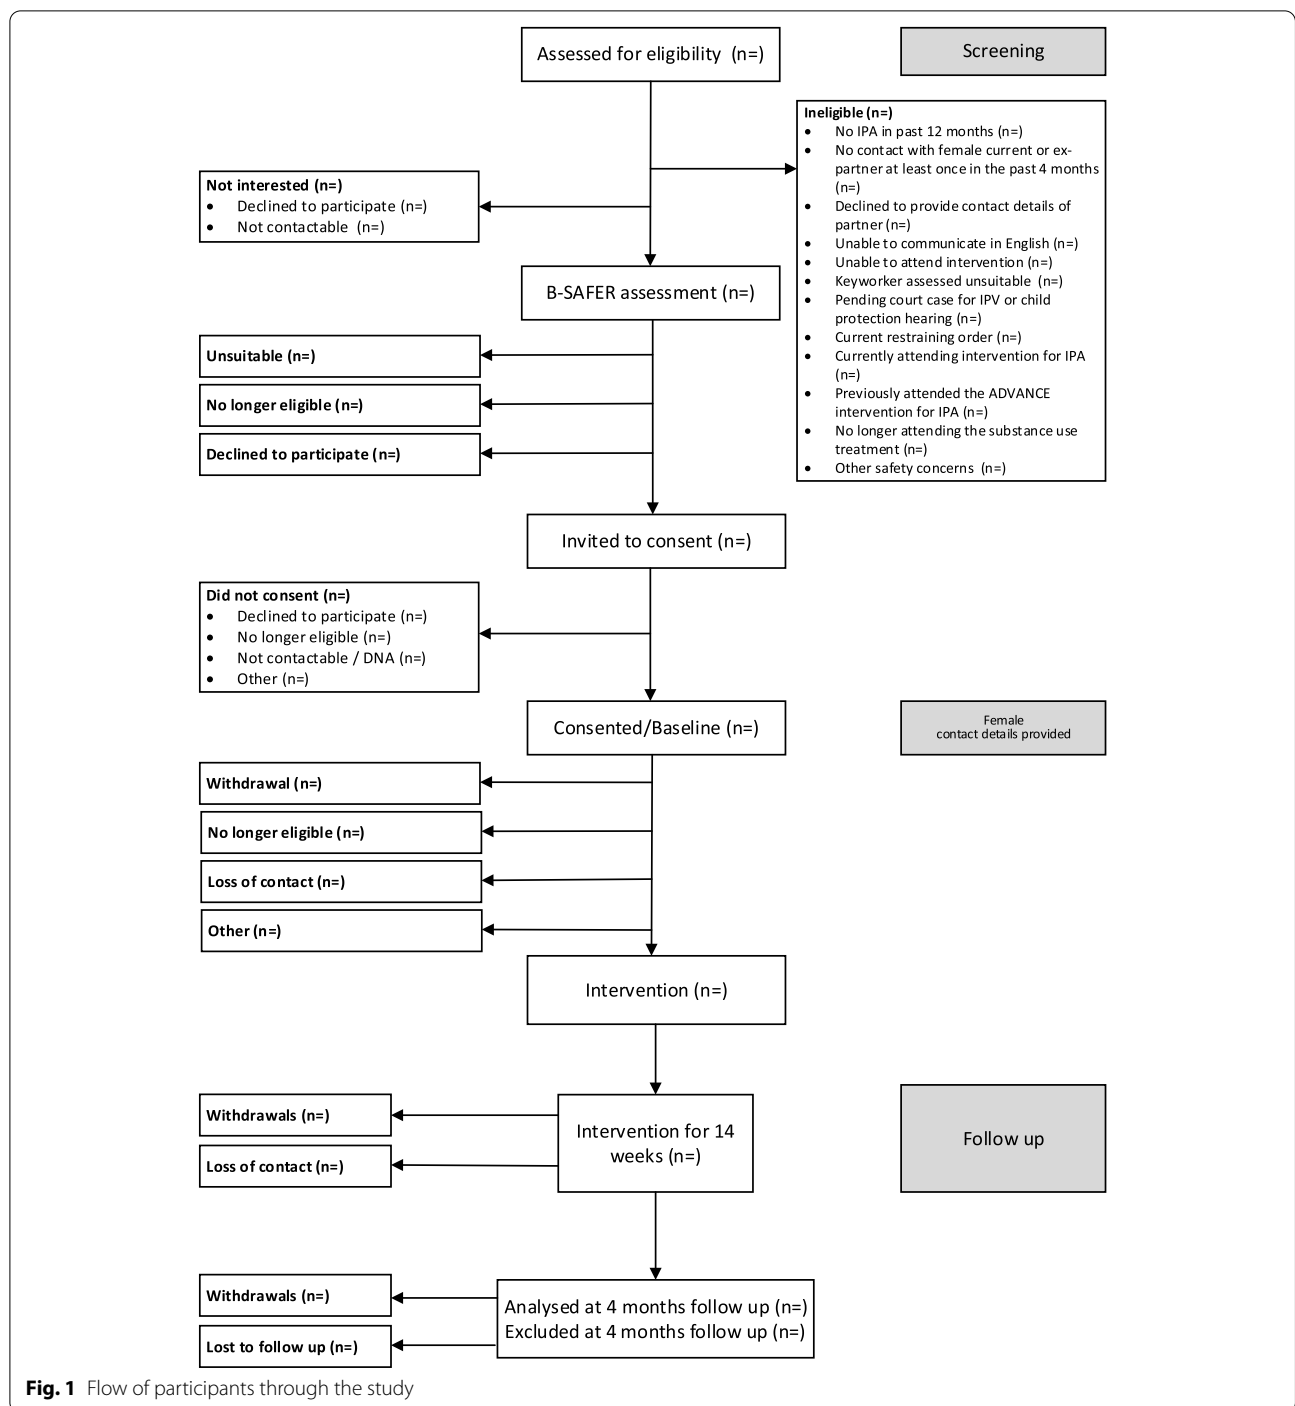 Assessed for eligibility (n=)
Screening
Ineligible (n=)
• No IPA in past 12 months (n=)
• No contact with female current or ex-
partner at least once in the past 4 months
(n=)
• Declined to provide contact details of
partner (n=)
• Unable to communicate in English (n=)
• Unable to attend intervention (n=)
• Keyworker assessed unsuitable (n=)
• Pending court case for IPV or child
protection hearing (n=)
• Current restraining order (n=)
• Currently attending intervention for IPA
(n=)
• Previously attended the ADVANCE
intervention for IPA (n=)
• No longer attending the substance use
treatment (n=)
• Other safety concerns (n=)
Not interested (n=)
• Declined to participate (n=)
• Not contactable (n=)
B-SAFER assessment (n=)
Unsuitable (n=)
No longer eligible (n=)
Declined to participate (n=)
Invited to consent (n=)
Did not consent (n=)
• Declined to participate (n=)
• No longer eligible (n=)
• Not contactable / DNA (n=)
• Other (n=)
Consented/Baseline (n=)
Female
contact details provided
Withdrawal (n=)
No longer eligible (n=)
Loss of contact (n=)
Other (n=)
Intervention (n=)
Withdrawals (n=)
Loss of contact (n=)
Intervention for 14
weeks (n=)
Follow up
Withdrawals (n=)
Lost to follow up (n=)
Analysed at 4 months follow up (n=)
Excluded at 4 months follow up (n=)
Fig. 1 Flow of participants through the study